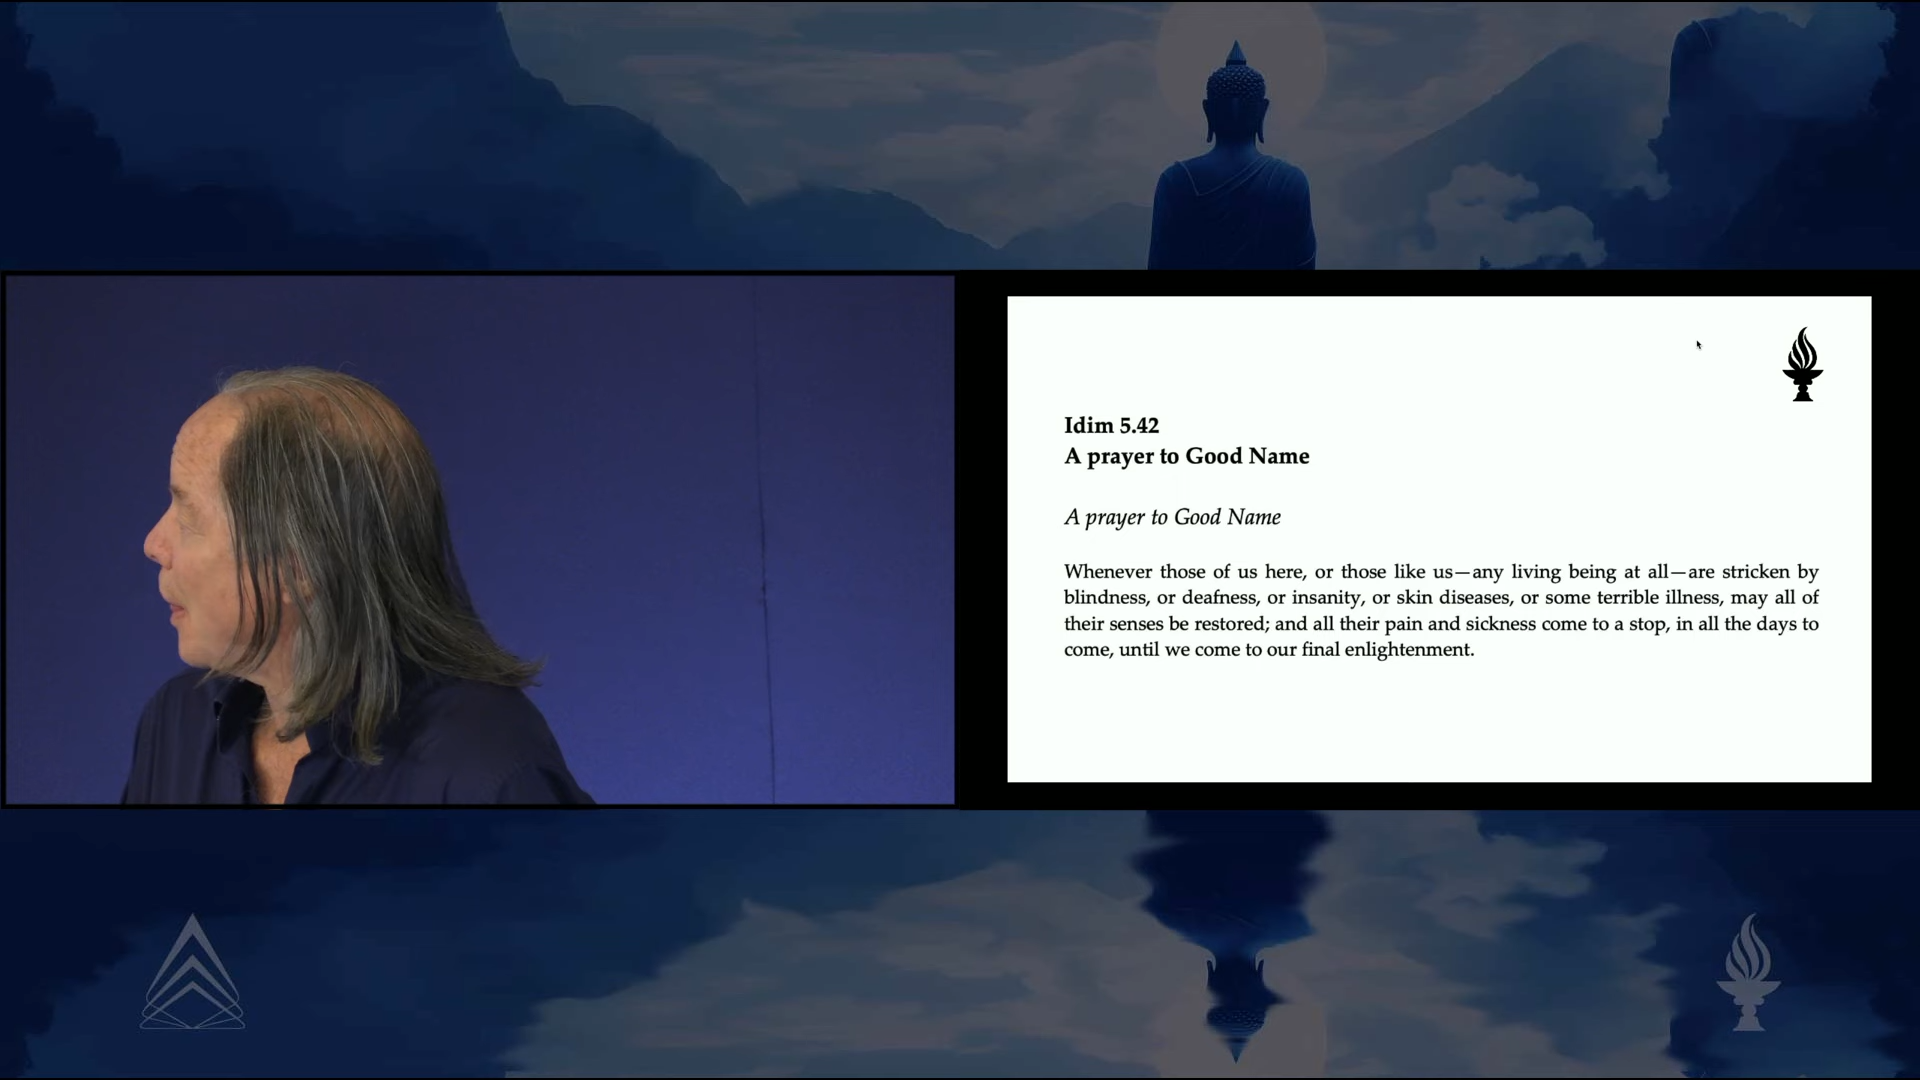 Idim 5.42
A prayer to Good Name
A prayer to Good Name
Whenever those of us here, or those like us—any living being at all—are stricken by
blindness, or deafness, or insanity, or skin diseases, or some terrible illness, may all of
their senses be restored; and all their pain and sickness come to a stop, in all the days to
come, until we come to our final enlightenment.